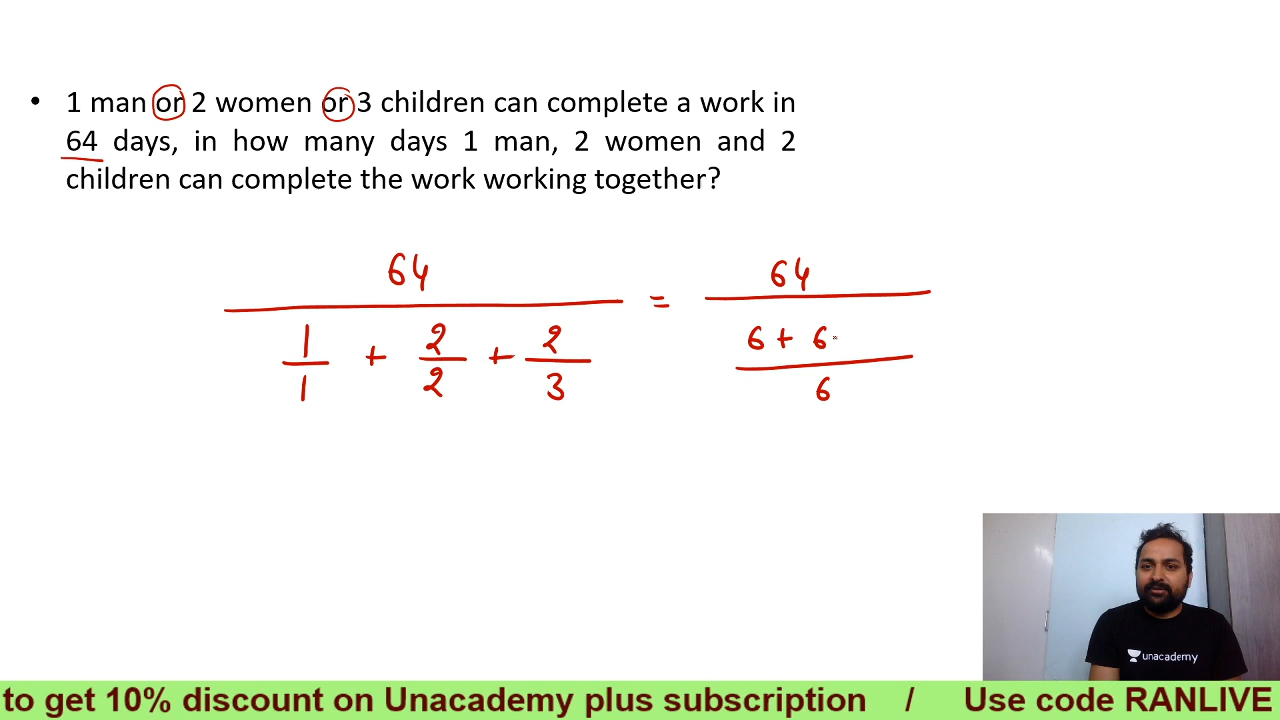 • 1 man or 2 women or 3 children can complete a work in
64 days, in how many days 1 man, 2 women and 2
children can complete the work working together?
64 = 64
1 + 2 + 2 6 + 6
1 2 3 6
unacademy
to get 10% discount on Unacademy plus subscription / Use code RANLIVE